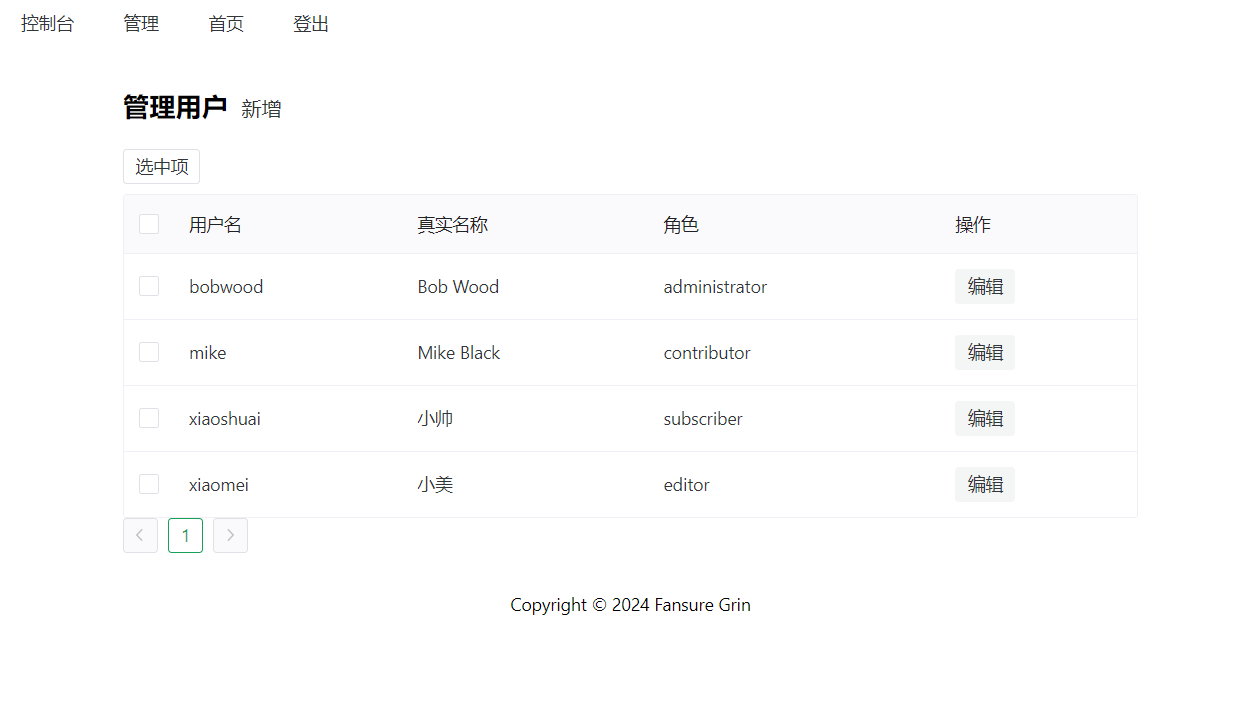 控制台 管理 首页 登出
管理用户 新增
选中项
用户名 真实名称 角色 操作
bobwood Bob Wood administrator 编辑
mike Mike Black contributor 编辑
xiaoshuai 小帅 subscriber 编辑
xiaomei 小美 editor 编辑
1
Copyright © 2024 Fansure Grin